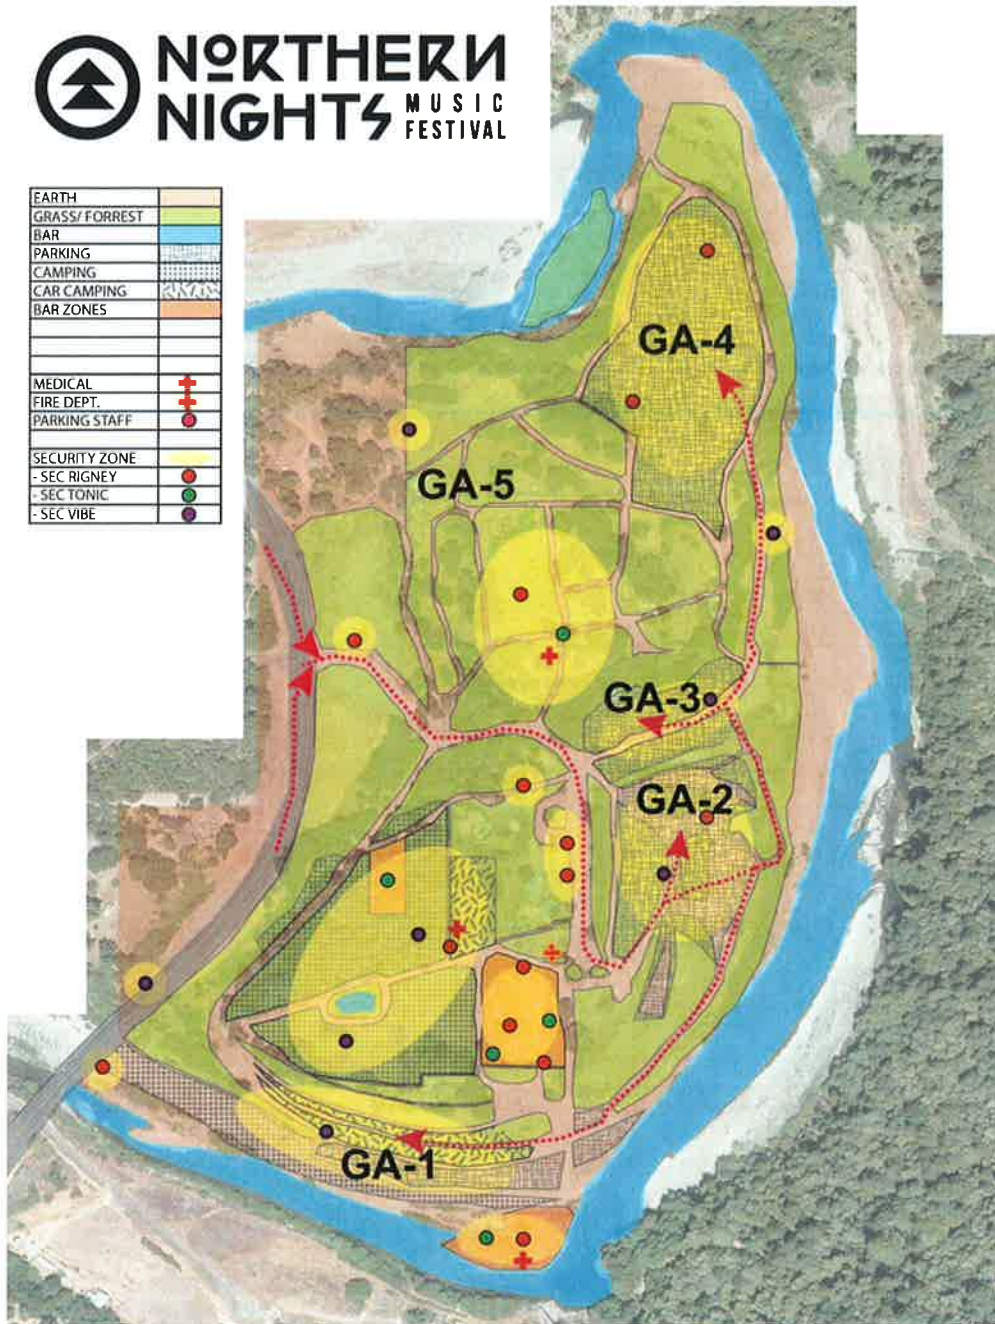 NORTHERN
NIGHTS MUSIC
FESTIVAL
EARTH
GRASS/ FORREST
BAR
PARKING
CAMPING
CAR CAMPING
BAR ZONES
MEDICAL
FIRE DEPT.
PARKING STAFF
SECURITY ZONE
- SEC RIGNEY
- SEC TONIC
- SEC VIBE
GA-4
GA-5
GA-3
GA-2
GA-1